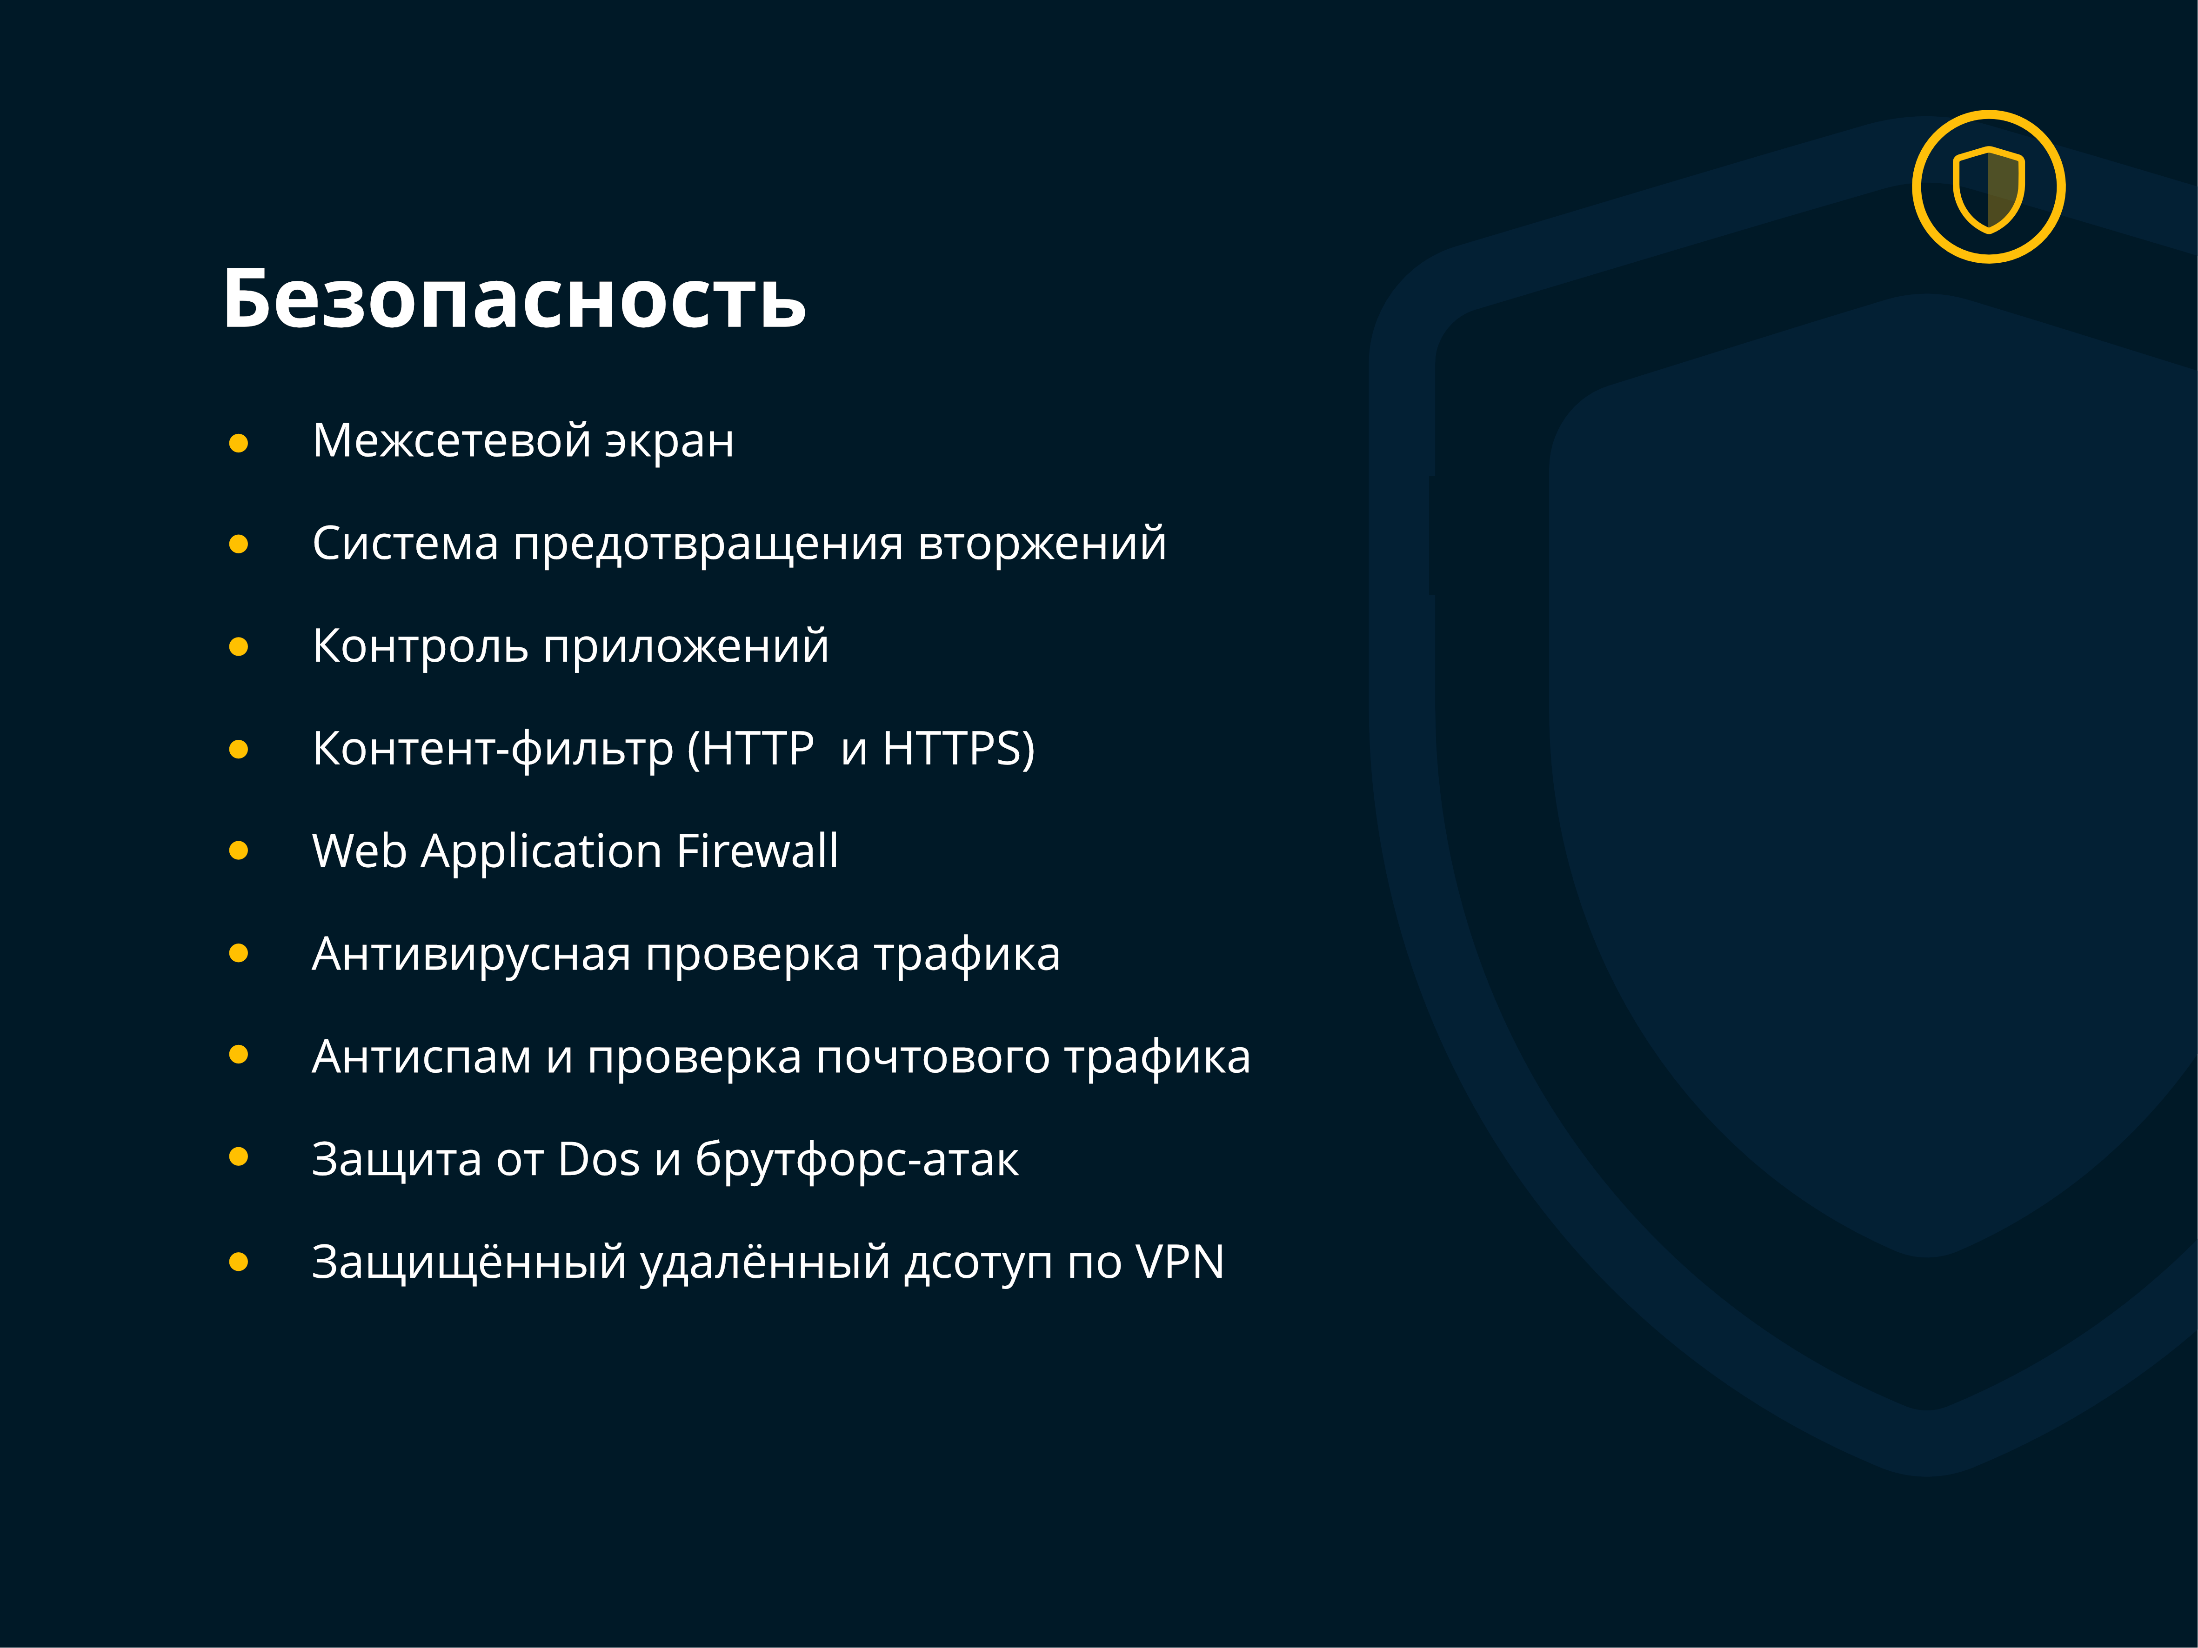 Безопасность
Межсетевой экран
Система предотвращения вторжений
Контроль приложений
Контент-фильтр (HTTP  и HTTPS)
Web Application Firewall
Антивирусная проверка трафика
Антиспам и проверка почтового трафика
Защита от Dos и брутфорс-атак
Защищённый удалённый дсотуп по VPN